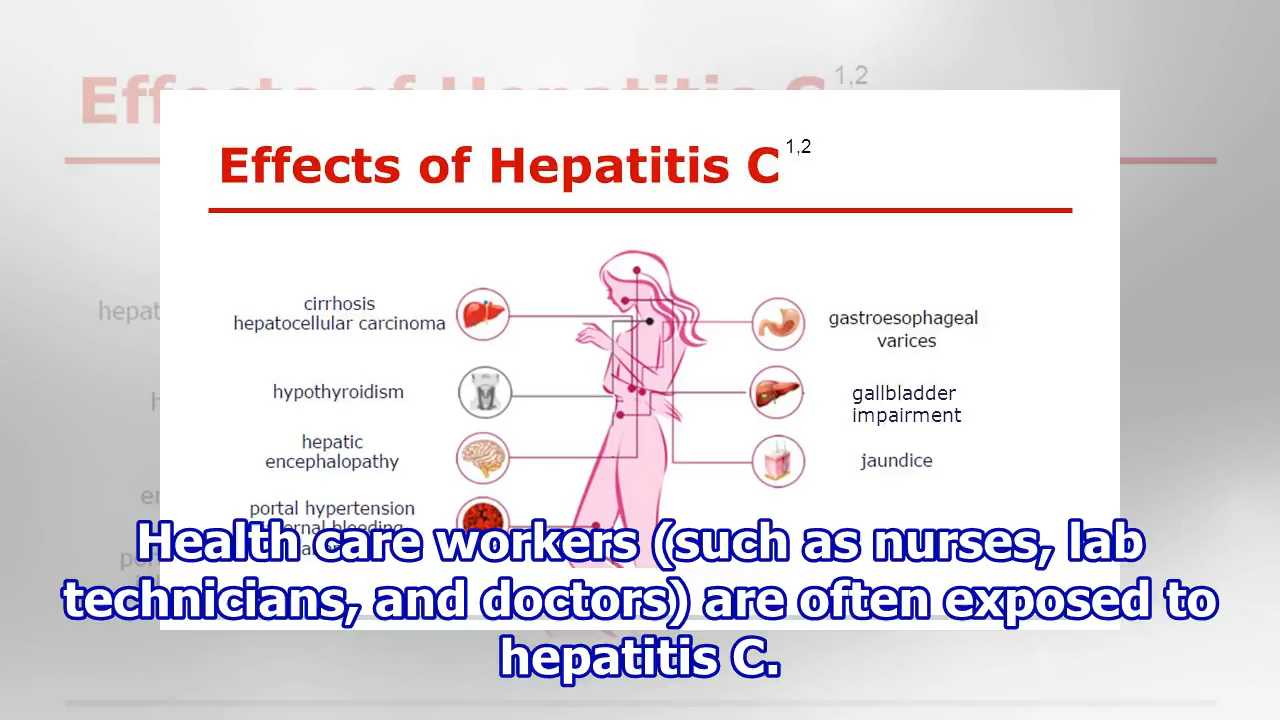 Effects of Hepatitis C 1,2
cirrhosis
hepatocellular carcinoma
hypothyroidism
hepatic
encephalopathy
portal hypertension
gastroesophageal
varices
gallbladder
impairment
jaundice
Health care workers (such as nurses, lab
technicians, and doctors) are often exposed to
hepatitis C.